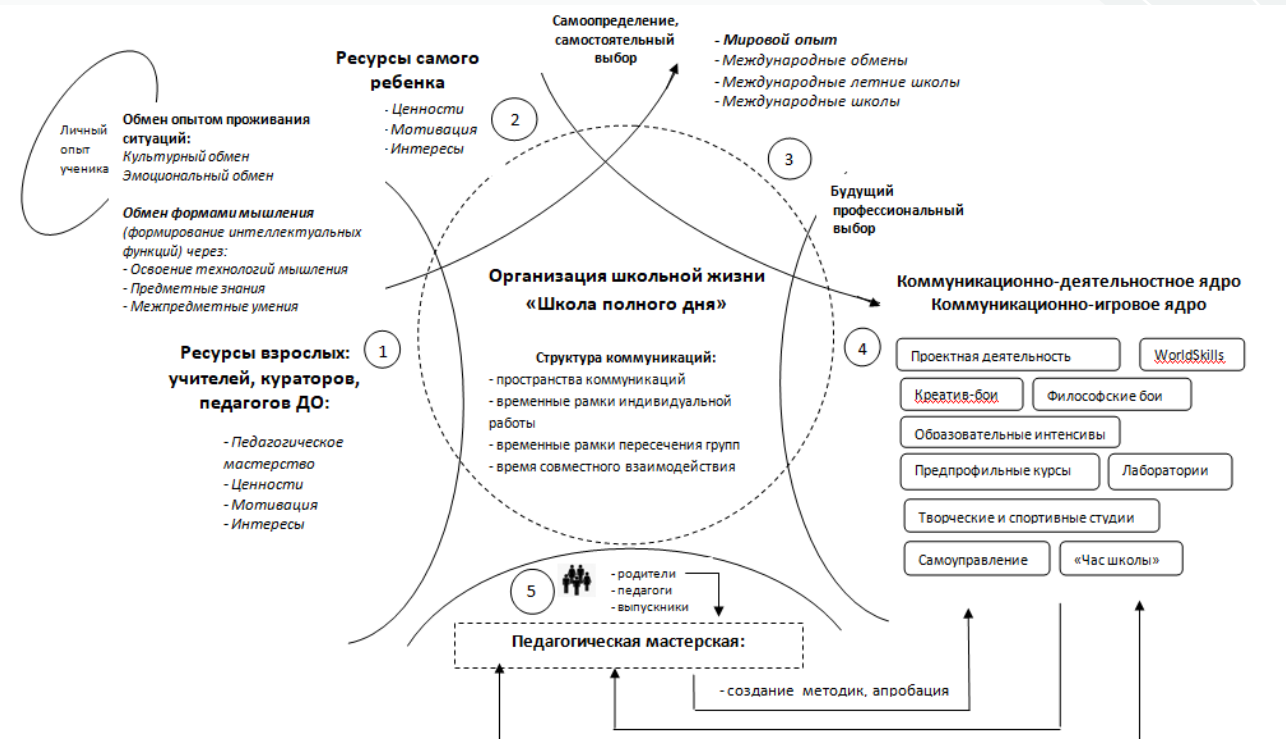 Самоопределение,
самостоятельный
выбор
- Мировой опыт
- Международные обмены
- Международные летние школы
- Международные школы
Ресурсы самого
ребенка
- Ценности
- Мотивация
- Интересы
2
Личный
опыт
ученика
Обмен опытом проживания
ситуаций:
Культурный обмен
Эмоциональный обмен
Обмен формами мышления
(формирование интеллектуальных
функций) через:
- Освоение технологий мышления
- Предметные знания
- Межпредметные умения
3
Будущий
профессиональный
выбор
Организация школьной жизни
«Школа полного дня»
Структура коммуникаций:
- пространства коммуникаций
- временные рамки индивидуальной
работы
- временные рамки пересечения групп
- время совместного взаимодействия
1
Ресурсы взрослых:
учителей, кураторов,
педагогов ДО:
- Педагогическое
мастерство
- Ценности
- Мотивация
- Интересы
Коммуникационно-деятельностное ядро
Коммуникационно-игровое ядро
4
Проектная деятельность
WorldSkills
Креатив-бои
Философские бои
Образовательные интенсивы
Предпрофильные курсы
Лаборатории
Творческие и спортивные студии
Самоуправление
«Час школы»
5
- родители
- педагоги
- выпускники
Педагогическая мастерская:
- создание методик, апробация